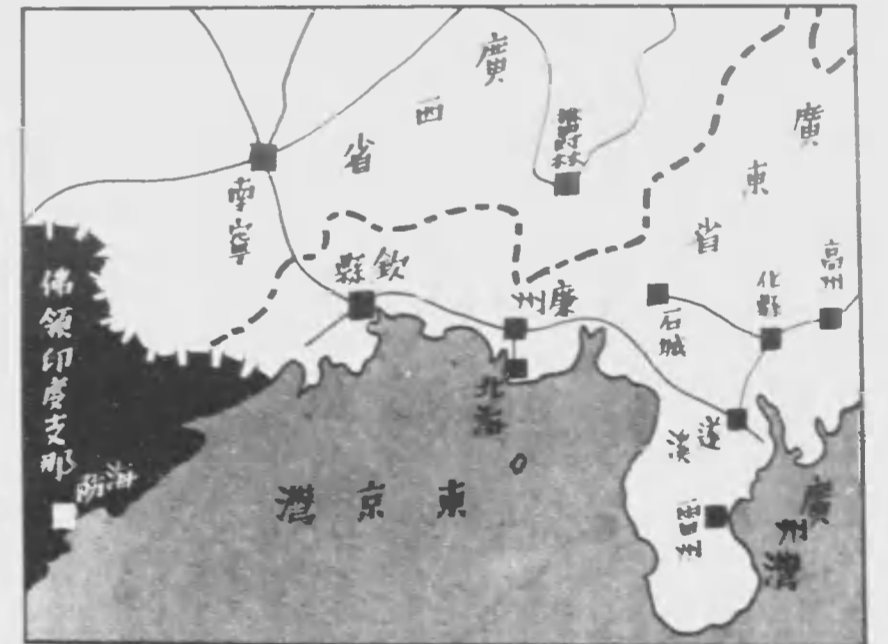 廣西省
廣東省
鬱林
南寧
欽縣
廉州
北海
石城
化縣
高州
遂溪
雷州
廣州灣
東京灣
佛領印度支那
海防